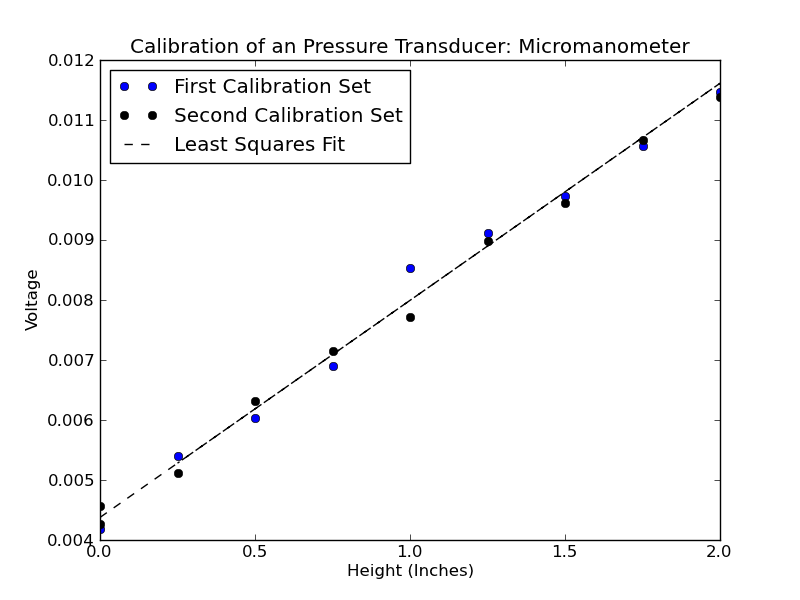 Calibration of an Pressure Transducer: Micromanometer
0.012
First Calibration Set
Second Calibration Set
Least Squares Fit
0.011
0.010
0.009
0.008
0.007
0.006
0.005
0.004
Voltage
0.0 0.5 1.0 1.5 2.0
Height (Inches)